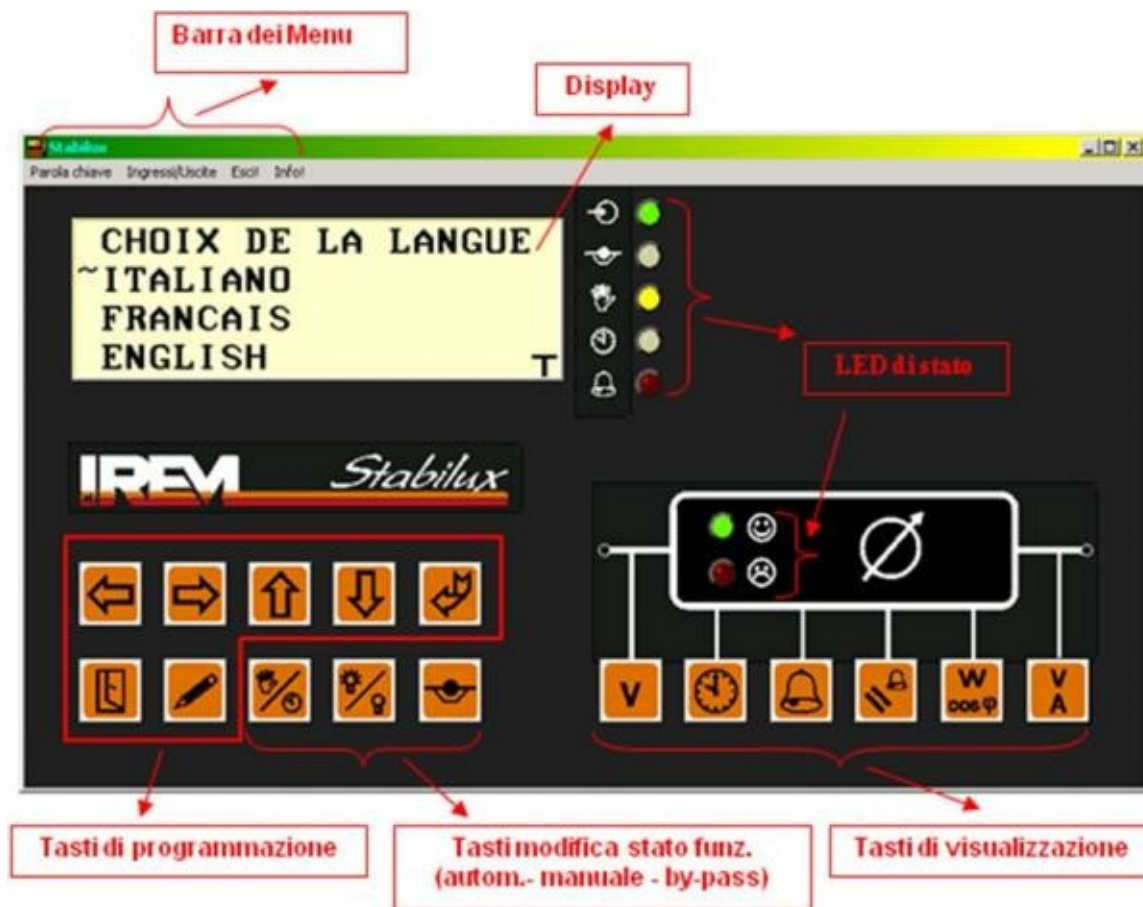 Barra dei Menu
Display
Stabilux
Parola chiave Ingressi/Uscite Esci! Info!
CHOIX DE LA LANGUE
~ITALIANO
FRANCAIS
ENGLISH
T
LED di stato
IREM Stabilux
V
W
cos φ
V
A
Tasti di programmazione
Tasti modifica stato funz.
(autom.- manuale - by-pass)
Tasti di visualizzazione